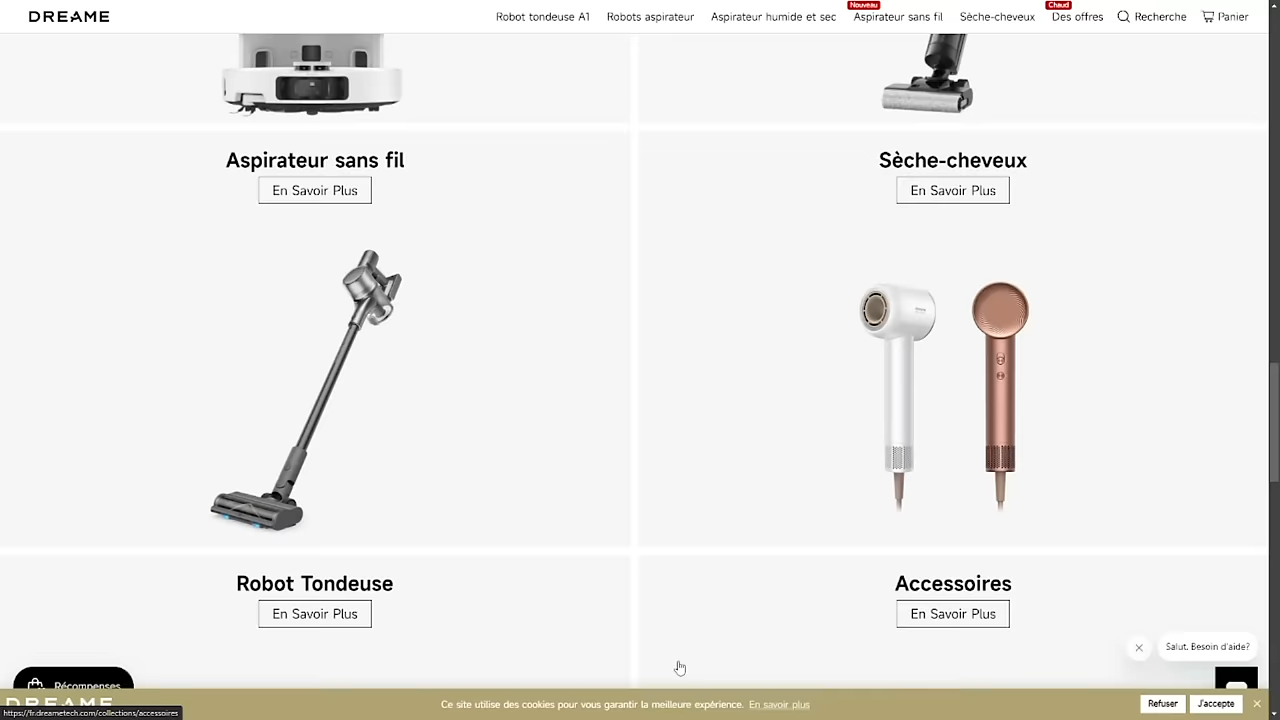 DREAME
Robot tondeuse A1
Robots aspirateur
Aspirateur humide et sec
Nouveau
Aspirateur sans fil
Sèche-cheveux
Chaud
Des offres
Recherche
Panier
Aspirateur sans fil
En Savoir Plus
Sèche-cheveux
En Savoir Plus
Robot Tondeuse
En Savoir Plus
Accessoires
En Savoir Plus
Salut. Besoin d'aide?
Récompenses
DREAME
Ce site utilise des cookies pour vous garantir la meilleure expérience. En savoir plus
Refuser
J'accepte
https://fr.dreametech.com/collections/accessoires